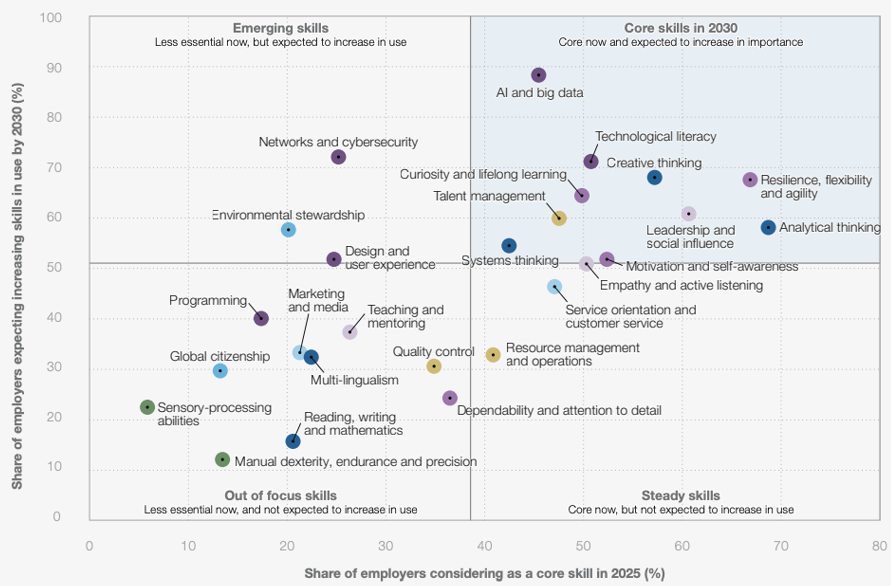 Share of employers expecting increasing skills in use by 2030 (%)
100
90
80
70
60
50
40
30
20
10
0
Emerging skills
Less essential now, but expected to increase in use
Core skills in 2030
Core now and expected to increase in importance
AI and big data
Networks and cybersecurity
Technological literacy
Creative thinking
Curiosity and lifelong learning
Resilience, flexibility
and agility
Talent management
Environmental stewardship
Leadership and
social influence
Analytical thinking
Design and
user experience
Systems thinking
Motivation and self-awareness
Empathy and active listening
Programming
Marketing
and media
Teaching and
mentoring
Service orientation and
customer service
Global citizenship
Quality control
Resource management
and operations
Multi-lingualism
Sensory-processing
abilities
Reading, writing
and mathematics
Dependability and attention to detail
Manual dexterity, endurance and precision
Out of focus skills
Less essential now, and not expected to increase in use
Steady skills
Core now, but not expected to increase in use
0
10
20
30
40
50
60
70
80
Share of employers considering as a core skill in 2025 (%)